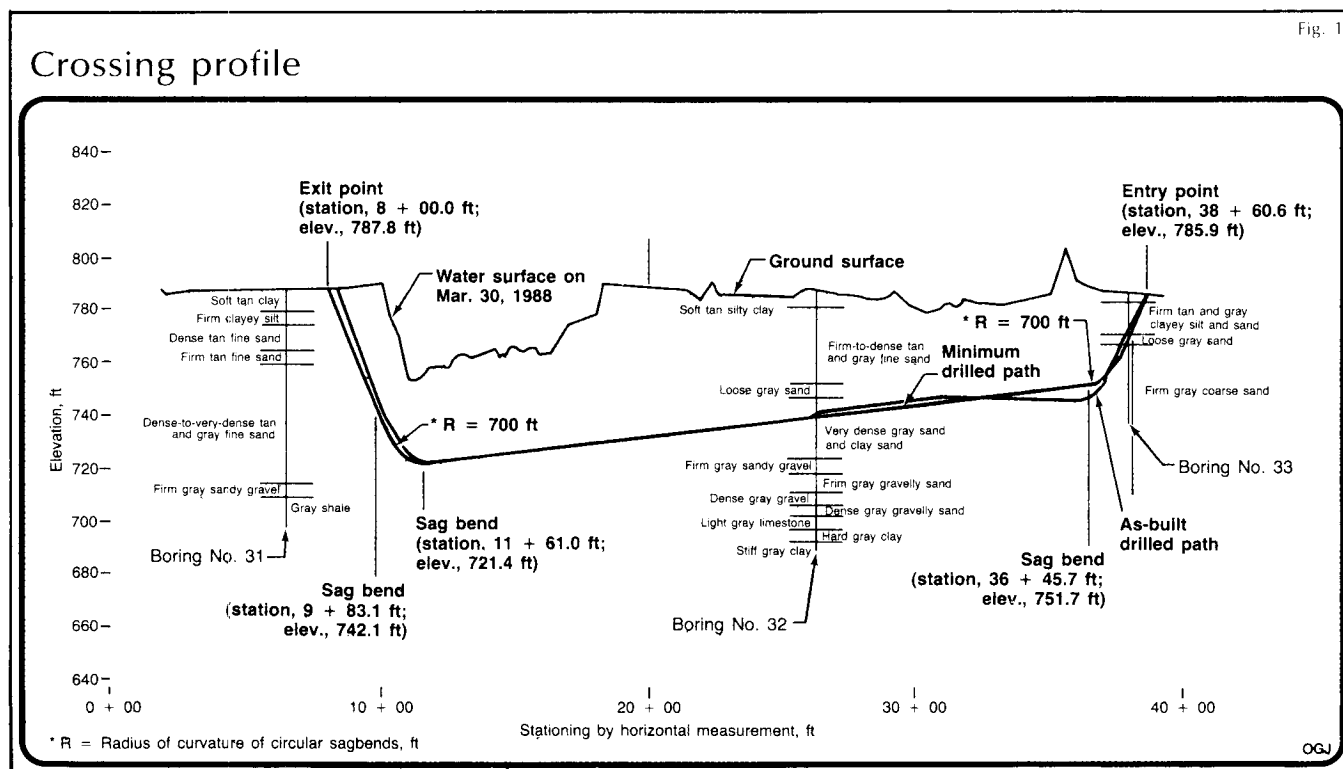 Fig. 1
Crossing profile
840
820
800
780
760
740
720
700
680
660
640
Elevation, ft
Exit point
(station, 8 + 00.0 ft;
elev., 787.8 ft)
Water surface on
Mar. 30, 1988
Ground surface
Entry point
(station, 38 + 60.6 ft;
elev., 785.9 ft)
Soft tan clay
Firm clayey silt
Dense tan fine sand
Firm tan fine sand
Dense-to-very-dense tan
and gray fine sand
Firm gray sandy gravel
Gray shale
Boring No. 31
* R = 700 ft
Sag bend
(station, 11 + 61.0 ft;
elev., 721.4 ft)
Sag bend
(station, 9 + 83.1 ft;
elev., 742.1 ft)
Soft tan silty clay
Firm-to-dense tan
and gray fine sand
Loose gray sand
Minimum
drilled path
Very dense gray sand
and clay sand
Firm gray sandy gravel
Frim gray gravelly sand
Dense gray gravel
Dense gray gravelly sand
Light gray limestone
Hard gray clay
Stiff gray clay
Boring No. 32
* R = 700 ft
Firm tan and gray
clayey silt and sand
Loose gray sand
Firm gray coarse sand
Boring No. 33
As-built
drilled path
Sag bend
(station, 36 + 45.7 ft;
elev., 751.7 ft)
0 + 00
10 + 00
20 + 00
30 + 00
40 + 00
Stationing by horizontal measurement, ft
* R = Radius of curvature of circular sagbends, ft
OGJ